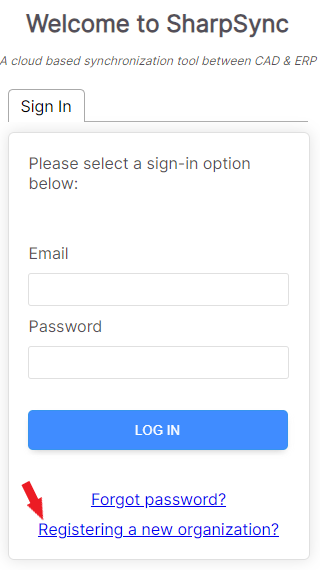 Welcome to SharpSync
A cloud based synchronization tool between CAD & ERP
Sign In
Please select a sign-in option
below:
Email
Password
LOG IN
Forgot password?
Registering a new organization?